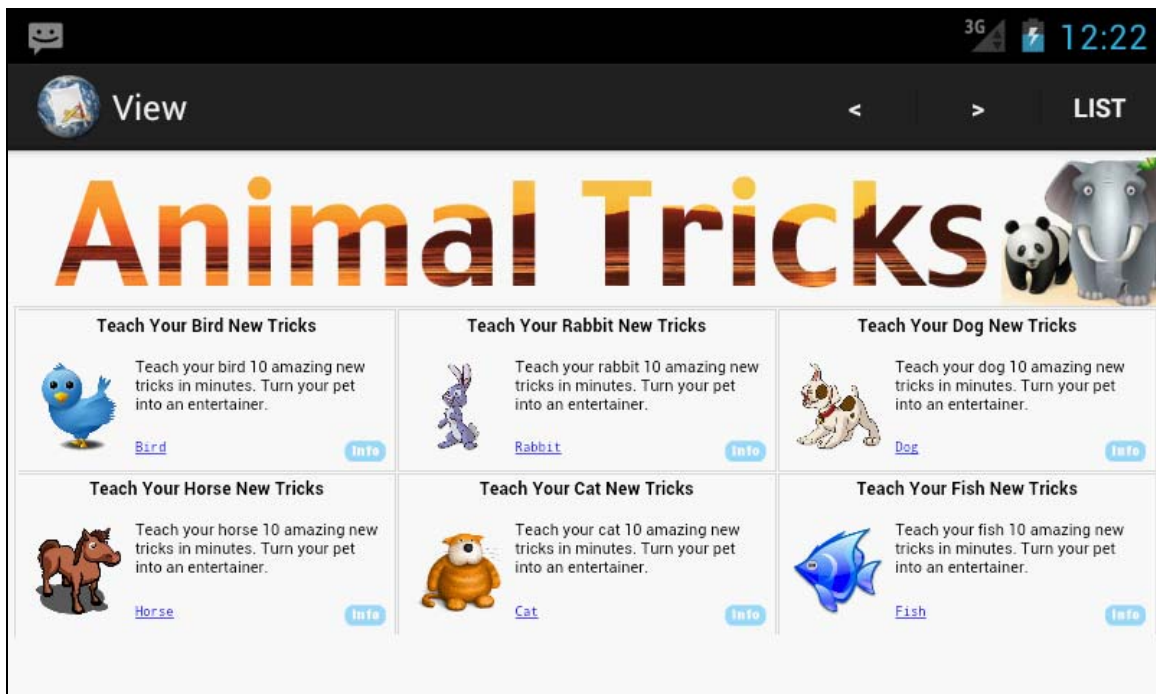 3G 12:22
View < > LIST
Animal Tricks
Teach Your Bird New Tricks
Teach your bird 10 amazing new
tricks in minutes. Turn your pet
into an entertainer.
Bird Info
Teach Your Rabbit New Tricks
Teach your rabbit 10 amazing new
tricks in minutes. Turn your pet
into an entertainer.
Rabbit Info
Teach Your Dog New Tricks
Teach your dog 10 amazing new
tricks in minutes. Turn your pet
into an entertainer.
Dog Info
Teach Your Horse New Tricks
Teach your horse 10 amazing new
tricks in minutes. Turn your pet
into an entertainer.
Horse Info
Teach Your Cat New Tricks
Teach your cat 10 amazing new
tricks in minutes. Turn your pet
into an entertainer.
Cat Info
Teach Your Fish New Tricks
Teach your fish 10 amazing new
tricks in minutes. Turn your pet
into an entertainer.
Fish Info